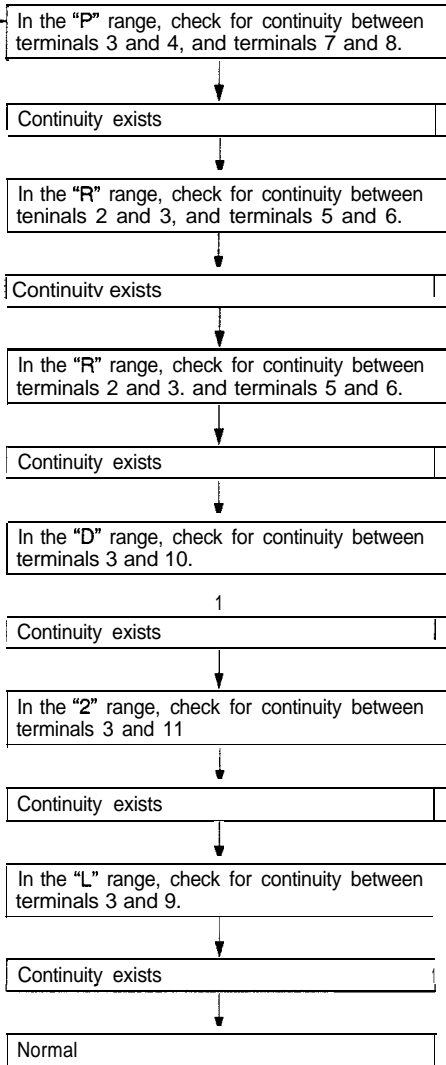 In the “P” range, check for continuity between
terminals 3 and 4, and terminals 7 and 8.
Continuity exists
In the “R” range, check for continuity between
teninals 2 and 3, and terminals 5 and 6.
Continuitv exists
In the “R” range, check for continuity between
terminals 2 and 3. and terminals 5 and 6.
Continuity exists
In the “D” range, check for continuity between
terminals 3 and 10.
1
Continuity exists
In the “2” range, check for continuity between
terminals 3 and 11
Continuity exists
In the “L” range, check for continuity between
terminals 3 and 9.
Continuity exists
Normal